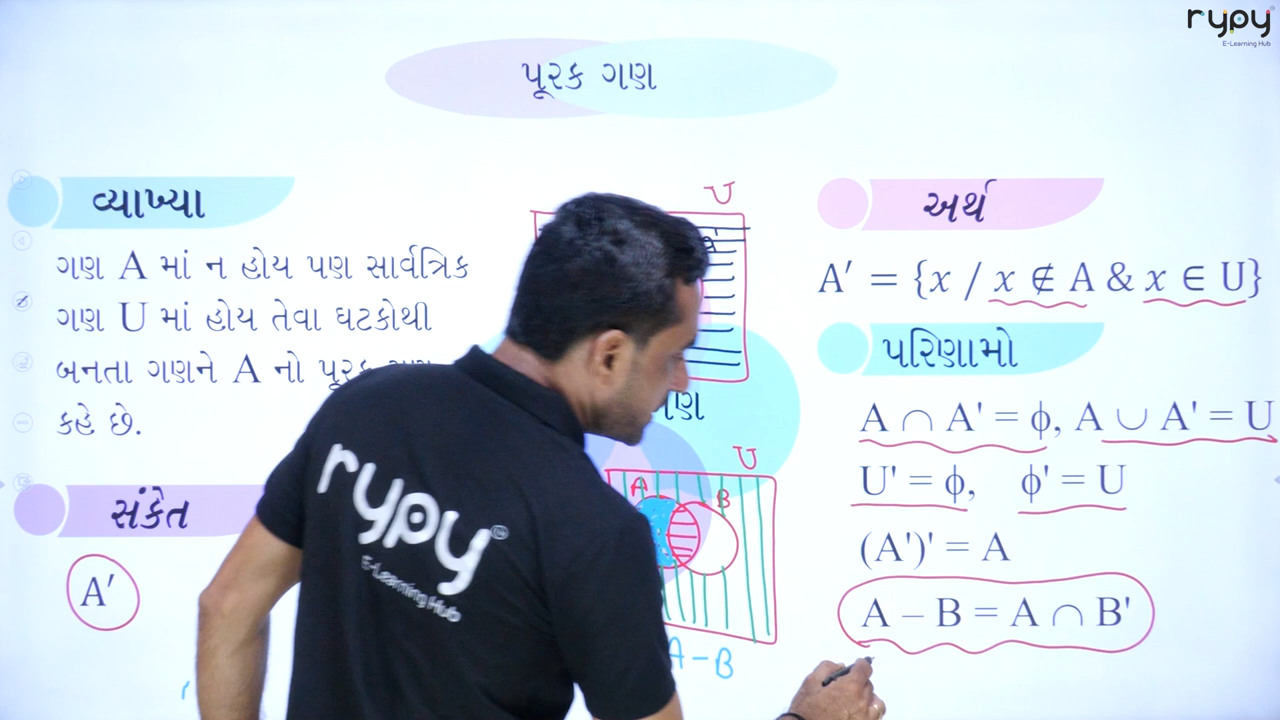 rypy
E-Learning Hub
પૂરક ગણ
વ્યાખ્યા
ગણ A માં ન હોય પણ સાર્વત્રિક
ગણ U માં હોય તેવા ઘટકોથી
બનતા ગણને A નો પૂરક
કહે છે.
સંકેત
A′
U
U
A B
A – B
rypy
E-Learning Hub
અર્થ
A′ = {x / x ∉ A & x ∈ U}
પરિણામો
A ∩ A' = ϕ, A ∪ A' = U
U' = ϕ, ϕ' = U
(A')' = A
A – B = A ∩ B'